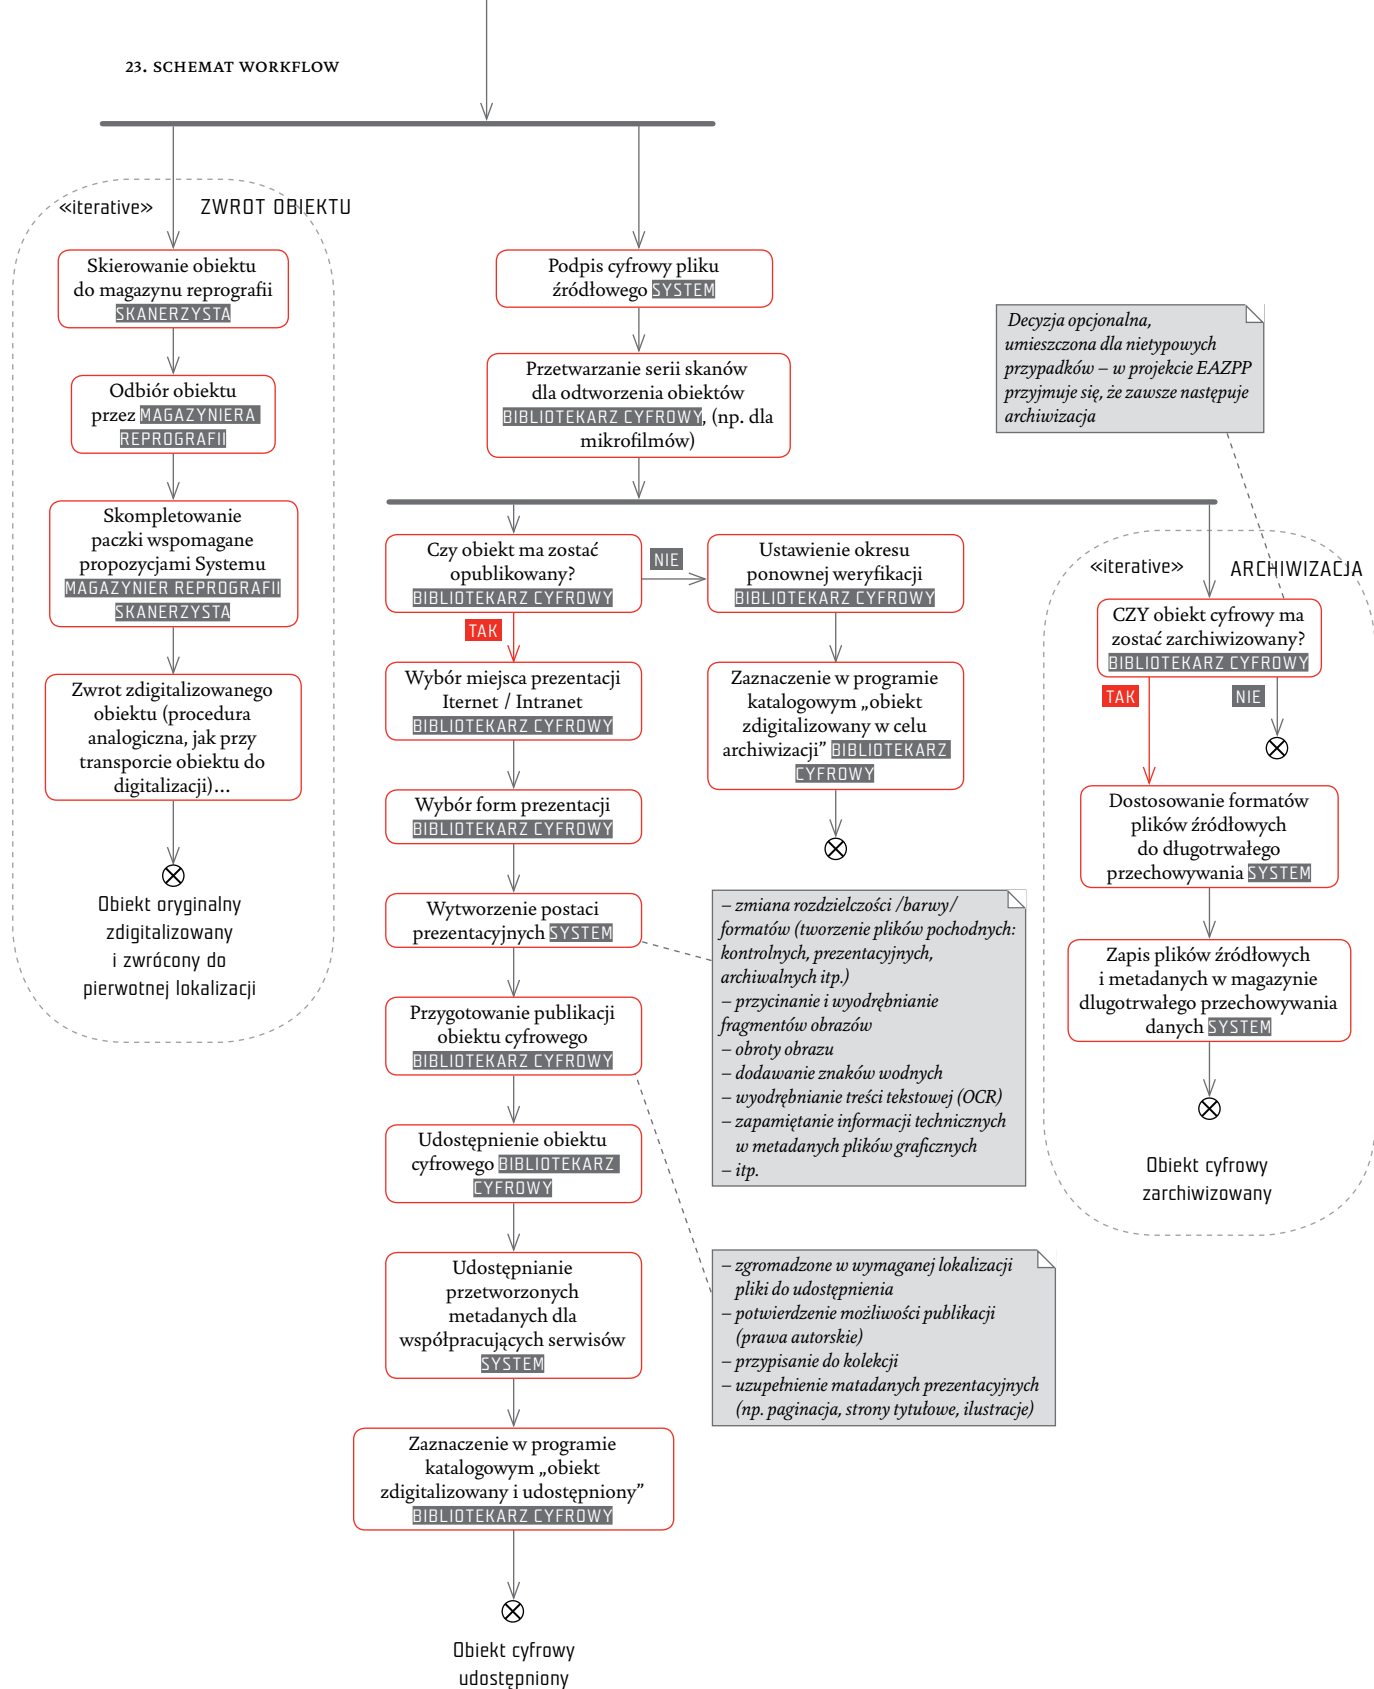 23. SCHEMAT WORKFLOW
«iterative» ZWROT OBIEKTU
Skierowanie obiektu
do magazynu reprografii
SKANERZYSTA
Odbiór obiektu
przez MAGAZYNIERA
REPROGRAFII
Skompletowanie
paczki wspomagane
propozycjami Systemu
MAGAZYNIER REPROGRAFII
SKANERZYSTA
Zwrot zdigitalizowanego
obiektu (procedura
analogiczna, jak przy
transporcie obiektu do
digitalizacji)...
Obiekt oryginalny
zdigitalizowany
i zwrócony do
pierwotnej lokalizacji
Podpis cyfrowy pliku
źródłowego SYSTEM
Przetwarzanie serii skanów
dla odtworzenia obiektów
BIBLIOTEKARZ CYFROWY, (np. dla
mikrofilmów)
Czy obiekt ma zostać
opublikowany?
BIBLIOTEKARZ CYFROWY
NIE
TAK
Ustawienie okresu
ponownej weryfikacji
BIBLIOTEKARZ CYFROWY
Zaznaczenie w programie
katalogowym „obiekt
zdigitalizowany w celu
archiwizacji” BIBLIOTEKARZ
CYFROWY
Wybór miejsca prezentacji
Iternet / Intranet
BIBLIOTEKARZ CYFROWY
Wybór form prezentacji
BIBLIOTEKARZ CYFROWY
Wytworzenie postaci
prezentacyjnych SYSTEM
Przygotowanie publikacji
obiektu cyfrowego
BIBLIOTEKARZ CYFROWY
Udostępnienie obiektu
cyfrowego BIBLIOTEKARZ
CYFROWY
Udostępnianie
przetworzonych
metadanych dla
współpracujących serwisów
SYSTEM
Zaznaczenie w programie
katalogowym „obiekt
zdigitalizowany i udostępniony”
BIBLIOTEKARZ CYFROWY
Obiekt cyfrowy
udostępniony
– zmiana rozdzielczości /barwy/
formatów (tworzenie plików pochodnych:
kontrolnych, prezentacyjnych,
archiwalnych itp.)
– przycinanie i wyodrębnianie
fragmentów obrazów
– obroty obrazu
– dodawanie znaków wodnych
– wyodrębnianie treści tekstowej (OCR)
– zapamiętanie informacji technicznych
w metadanych plików graficznych
– itp.
– zgromadzone w wymaganej lokalizacji
pliki do udostępnienia
– potwierdzenie możliwości publikacji
(prawa autorskie)
– przypisanie do kolekcji
– uzupełnienie matadanych prezentacyjnych
(np. paginacja, strony tytułowe, ilustracje)
Decyzja opcjonalna,
umieszczona dla nietypowych
przypadków – w projekcie EAZPP
przyjmuje się, że zawsze następuje
archiwizacja
«iterative» ARCHIWIZACJA
CZY obiekt cyfrowy ma
zostać zarchiwizowany?
BIBLIOTEKARZ CYFROWY
TAK
NIE
Dostosowanie formatów
plików źródłowych
do długotrwałego
przechowywania SYSTEM
Zapis plików źródłowych
i metadanych w magazynie
dlugotrwałego przechowywania
danych SYSTEM
Obiekt cyfrowy
zarchiwizowany